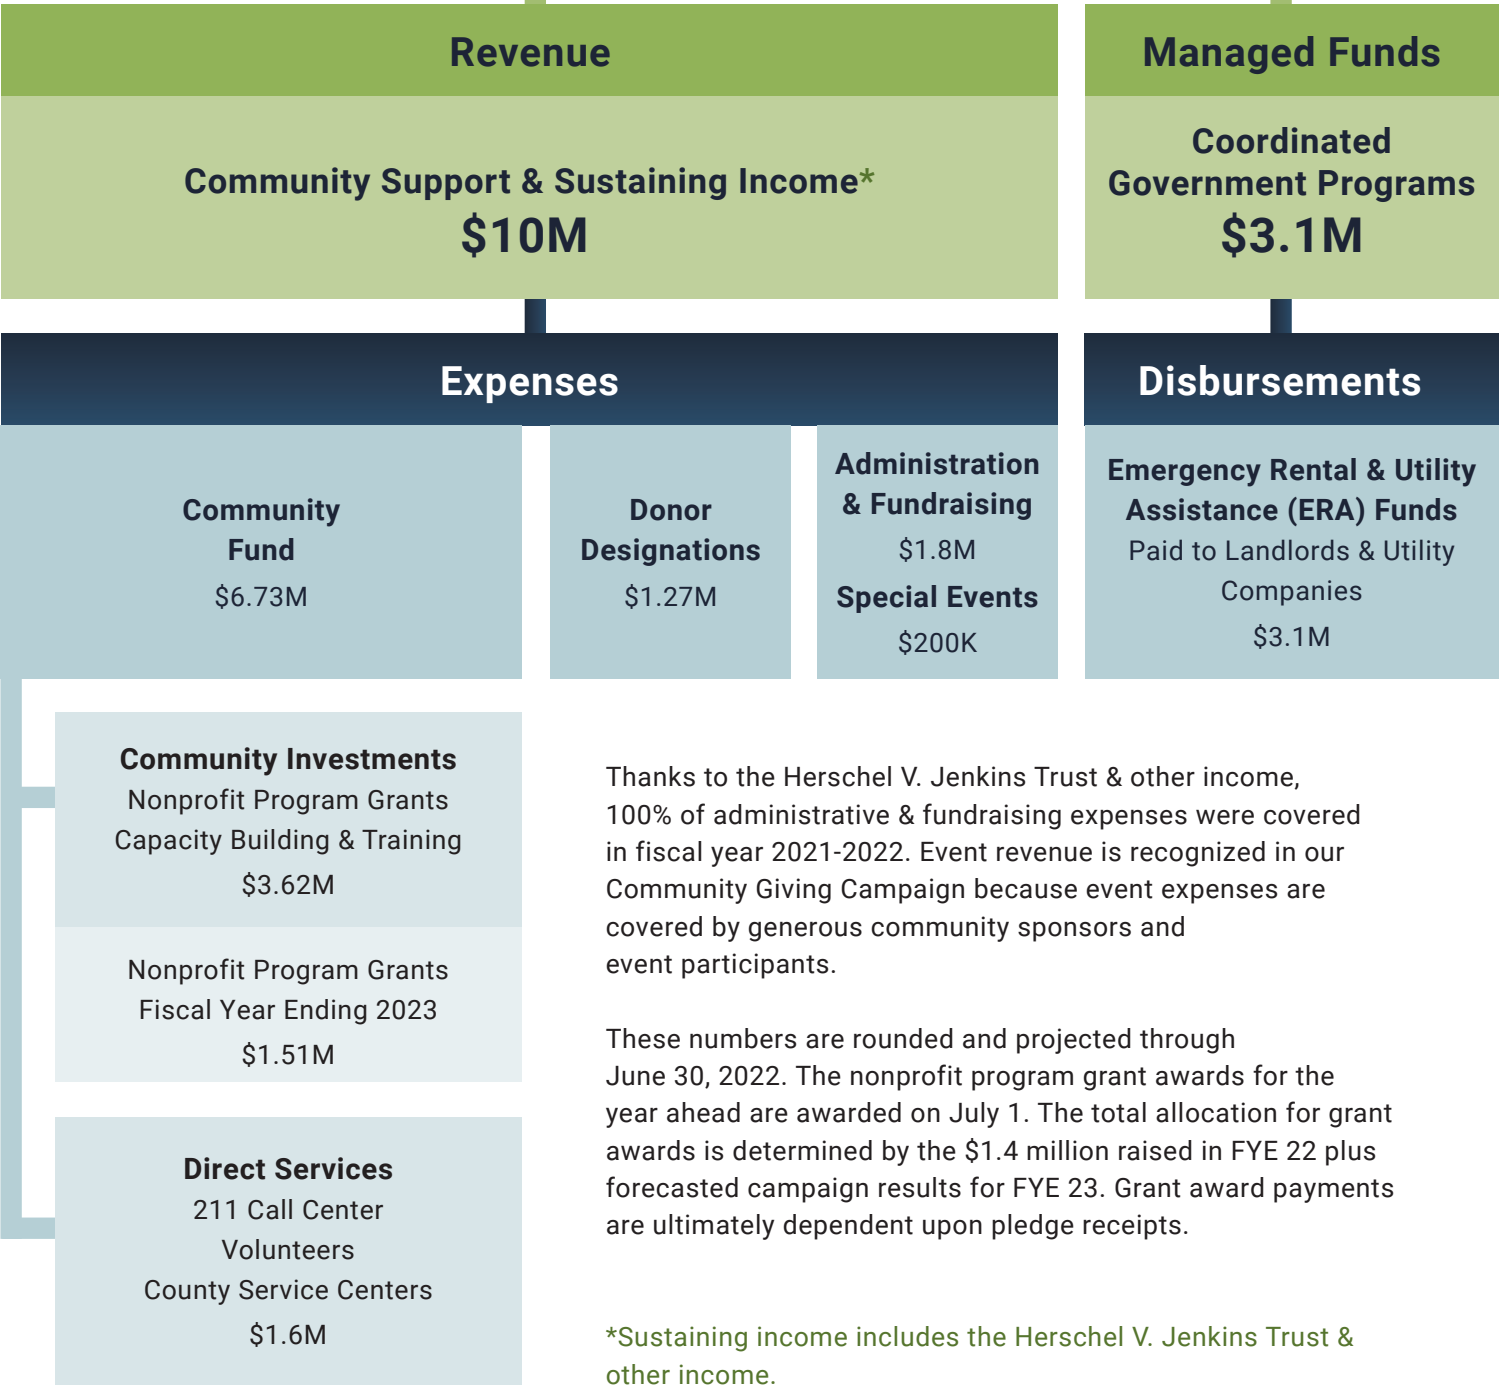 Revenue
Community Support & Sustaining Income*
$10M
Managed Funds
Coordinated
Government Programs
$3.1M
Expenses
Community
Fund
$6.73M
Donor
Designations
$1.27M
Administration
& Fundraising
$1.8M
Special Events
$200K
Disbursements
Emergency Rental & Utility
Assistance (ERA) Funds
Paid to Landlords & Utility
Companies
$3.1M
Community Investments
Nonprofit Program Grants
Capacity Building & Training
$3.62M
Nonprofit Program Grants
Fiscal Year Ending 2023
$1.51M
Direct Services
211 Call Center
Volunteers
County Service Centers
$1.6M
Thanks to the Herschel V. Jenkins Trust & other income,
100% of administrative & fundraising expenses were covered
in fiscal year 2021-2022. Event revenue is recognized in our
Community Giving Campaign because event expenses are
covered by generous community sponsors and
event participants.
These numbers are rounded and projected through
June 30, 2022. The nonprofit program grant awards for the
year ahead are awarded on July 1. The total allocation for grant
awards is determined by the $1.4 million raised in FYE 22 plus
forecasted campaign results for FYE 23. Grant award payments
are ultimately dependent upon pledge receipts.
*Sustaining income includes the Herschel V. Jenkins Trust &
other income.